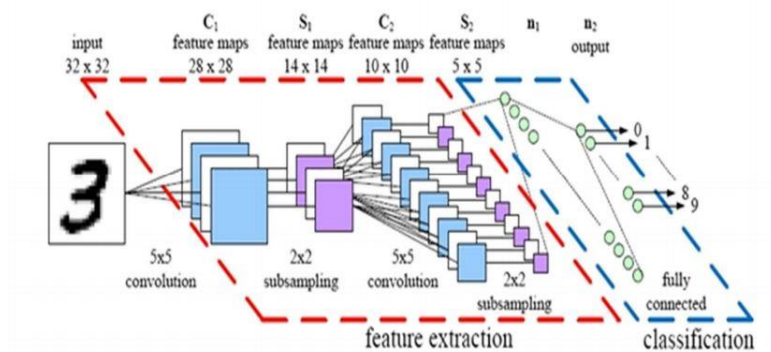 C₁ S₁ C₂ S₂ n₁ n₂
input feature maps feature maps feature maps feature maps output
32 x 32 28 x 28 14 x 14 10 x 10 5 x 5
0
1
8
9
3
5x5 2x2 5x5 2x2 fully
convolution subsampling convolution subsampling connected
feature extraction classification